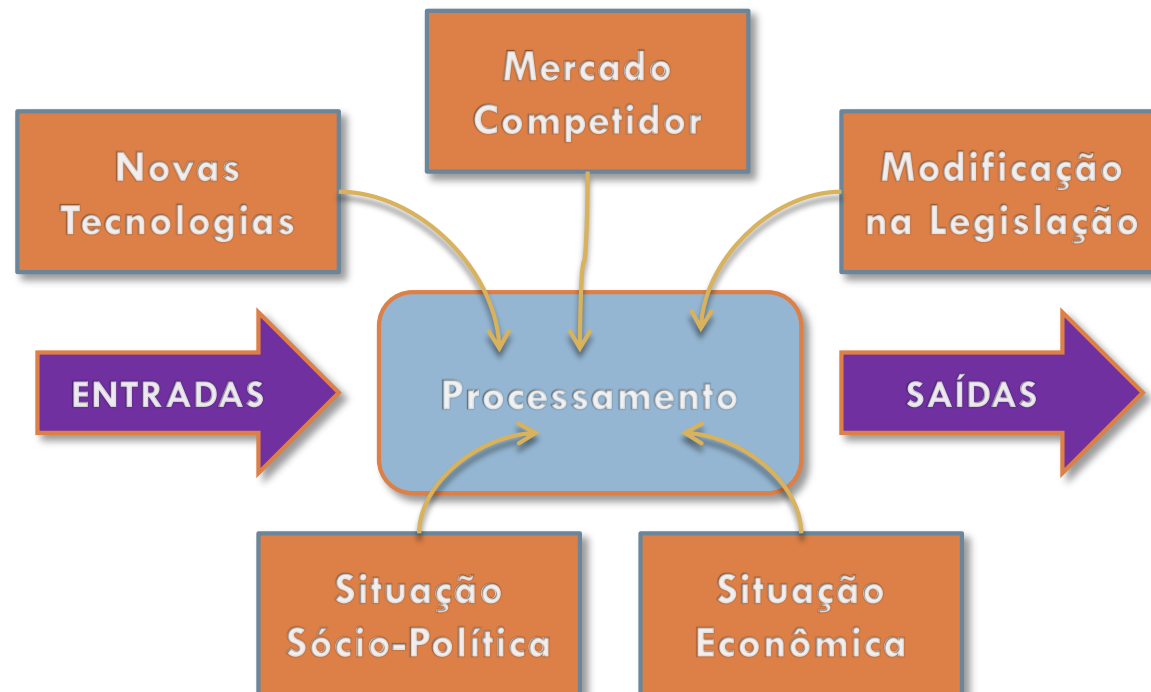 Mercado
Competidor
Novas
Tecnologias
Modificação
na Legislação
ENTRADAS
Processamento
SAÍDAS
Situação
Sócio-Política
Situação
Econômica